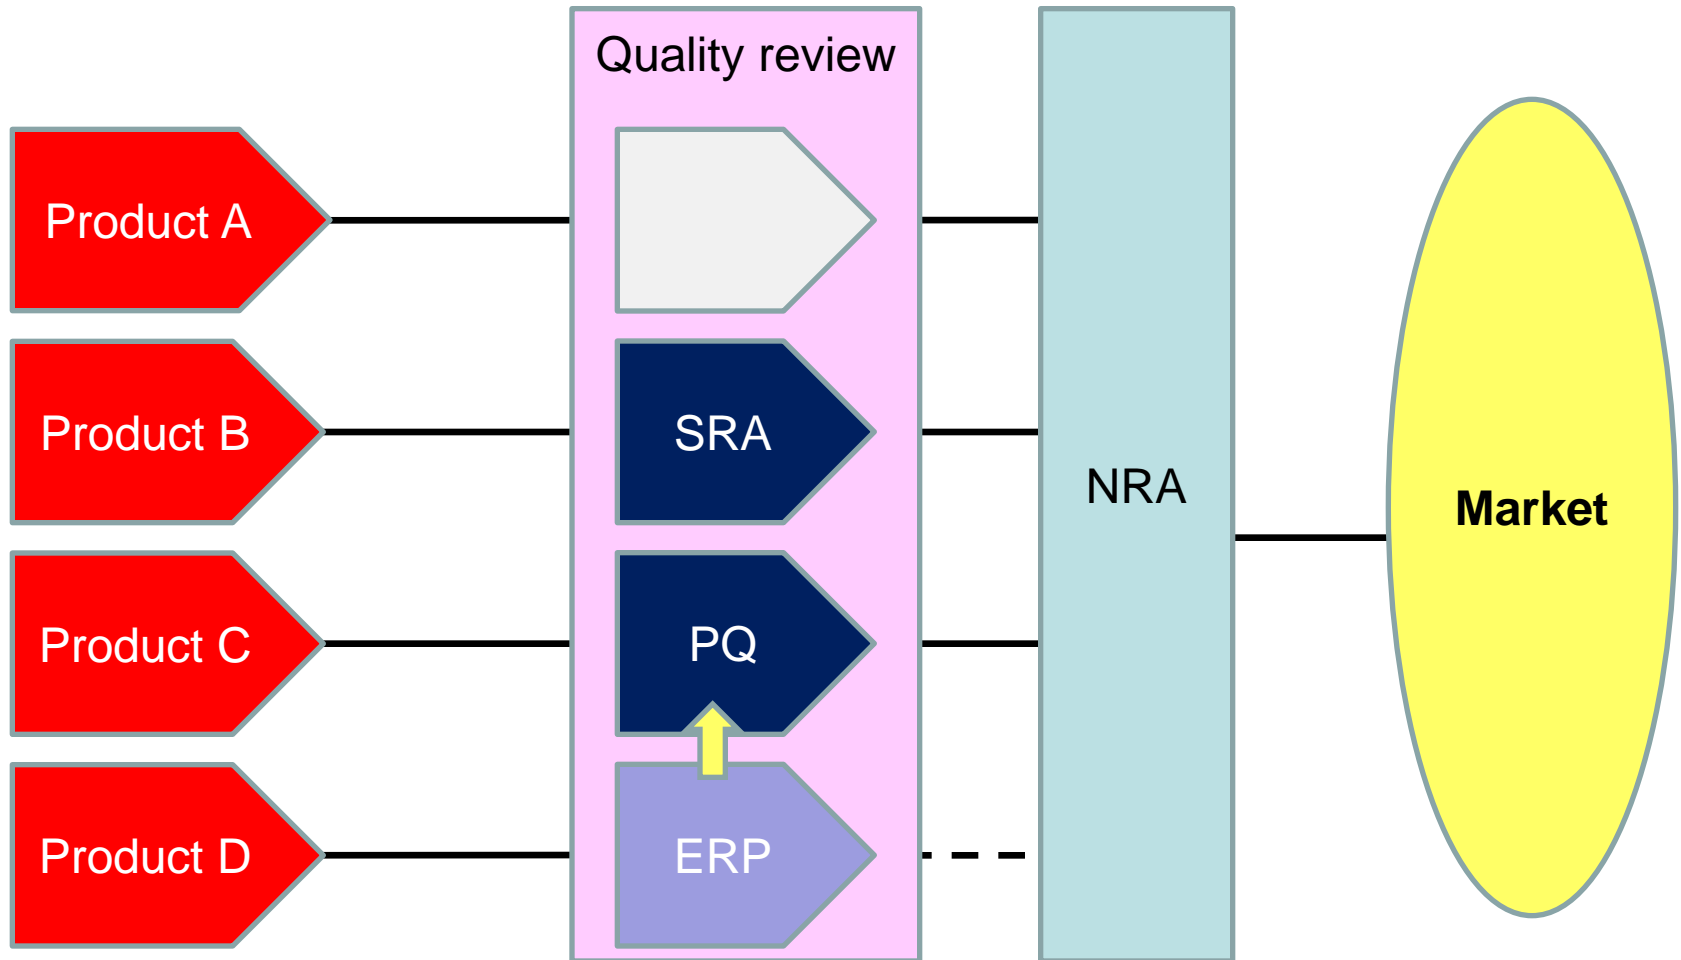 Quality review
Product A
Product B
SRA
Product C
PQ
Product D
ERP
NRA
Market